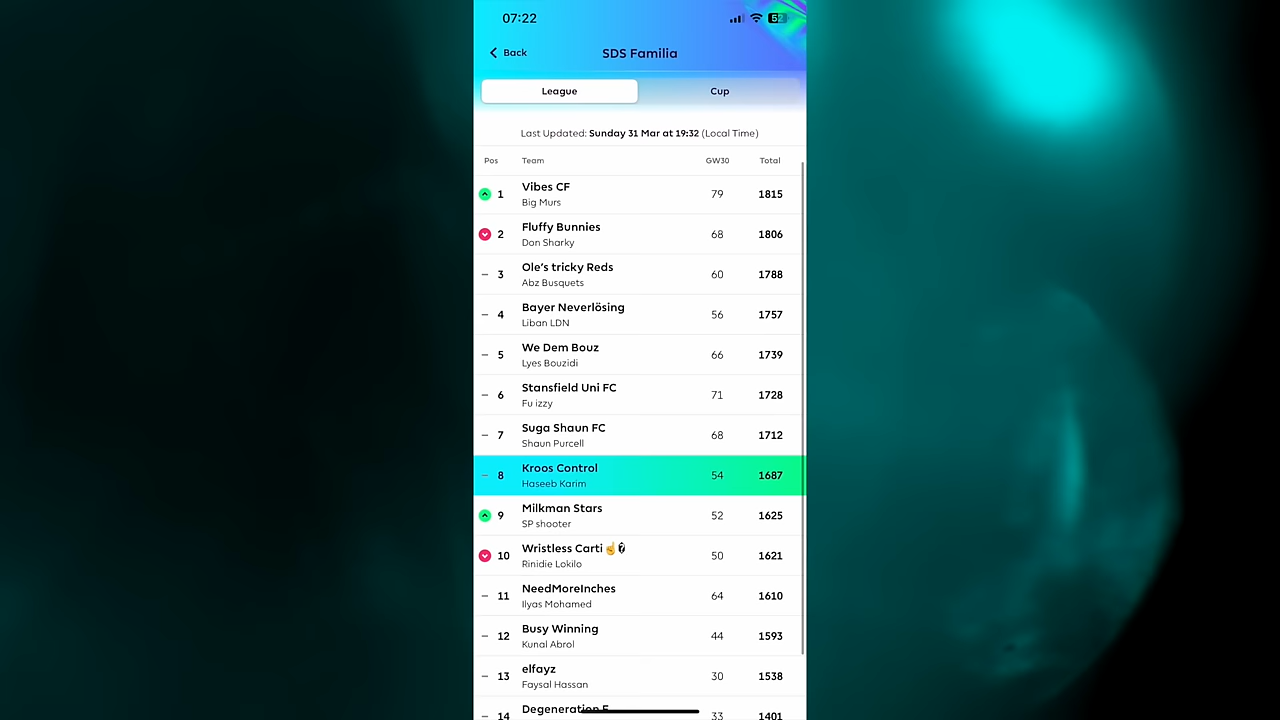 07:22
52
Back
SDS Familia
League Cup
Last Updated: Sunday 31 Mar at 19:32 (Local Time)
Pos Team GW30 Total
1 Vibes CF 79 1815
Big Murs
2 Fluffy Bunnies 68 1806
Don Sharky
3 Ole's tricky Reds 60 1788
Abz Busquets
4 Bayer Neverlösing 56 1757
Liban LDN
5 We Dem Bouz 66 1739
Lyes Bouzidi
6 Stansfield Uni FC 71 1728
Fu izzy
7 Suga Shaun FC 68 1712
Shaun Purcell
8 Kroos Control 54 1687
Haseeb Karim
9 Milkman Stars 52 1625
SP shooter
10 Wristless Carti ☝️� 50 1621
Rinidie Lokilo
11 NeedMoreInches 64 1610
Ilyas Mohamed
12 Busy Winning 44 1593
Kunal Abrol
13 elfayz 30 1538
Faysal Hassan
14 Degeneration 33 1401